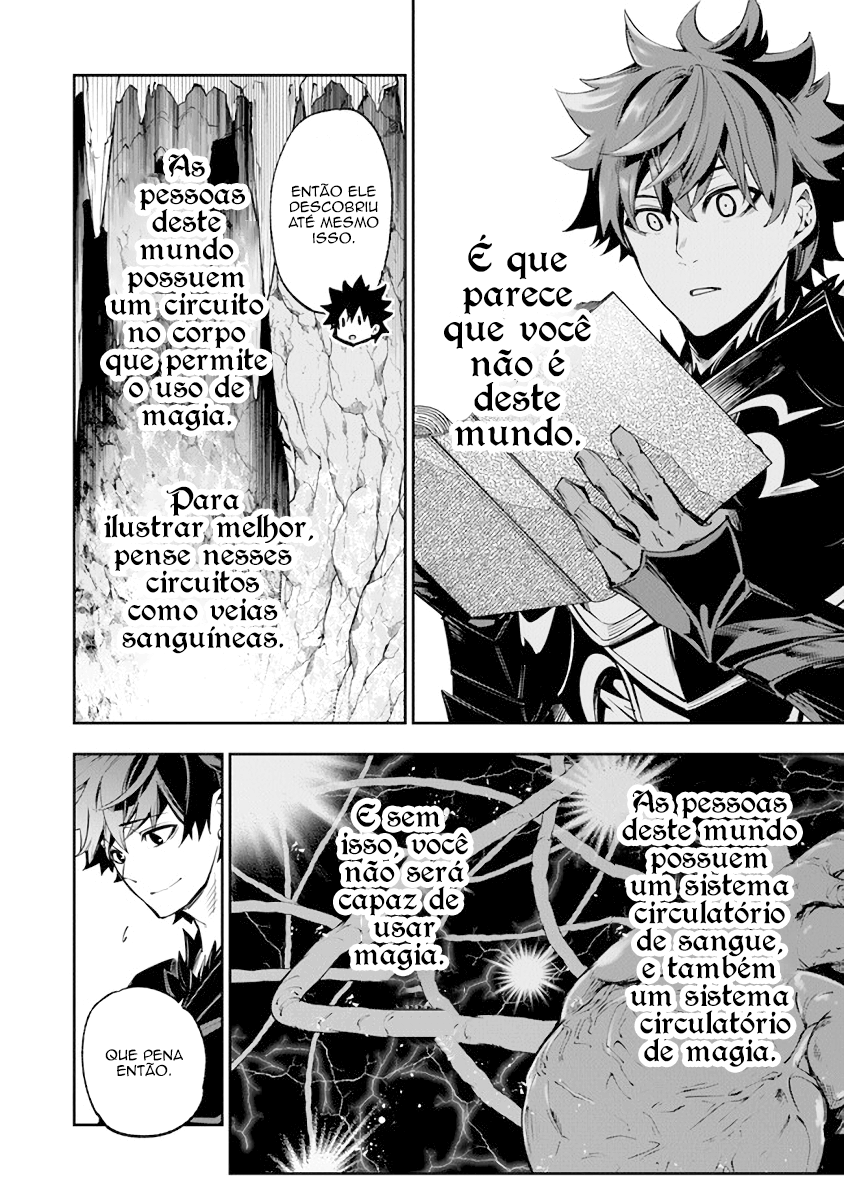 É que
parece
que você
não é
deste
mundo.
ENTÃO ELE
DESCOBRIU
ATÉ MESMO
ISSO.
As
pessoas
deste
mundo
possuem
um circuito
no corpo
que permite
o uso de
magia.
Para
ilustrar melhor,
pense nesses
circuitos
como veias
sanguíneas.
As pessoas
deste mundo
possuem
um sistema
circulatório
de sangue,
e também
um sistema
circulatório
de magia.
E sem
isso, você
não será
capaz de
usar
magia.
QUE PENA
ENTÃO.